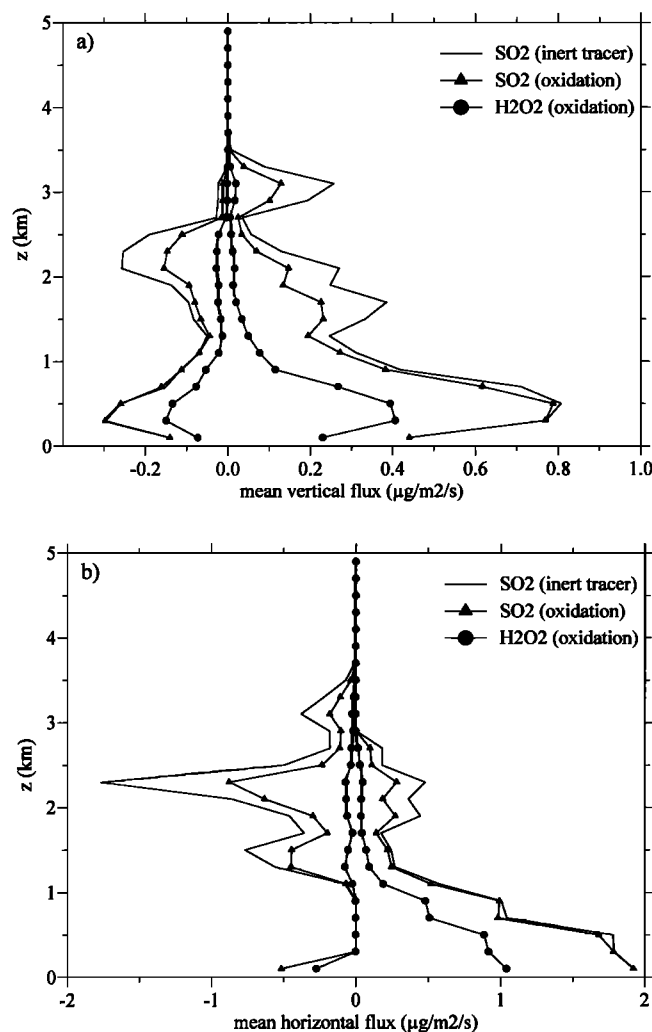 a)
SO2 (inert tracer)
SO2 (oxidation)
H2O2 (oxidation)
5
4
3
2
1
0
z (km)
-0.2 0.0 0.2 0.4 0.6 0.8 1.0
mean vertical flux (µg/m2/s)
b)
SO2 (inert tracer)
SO2 (oxidation)
H2O2 (oxidation)
5
4
3
2
1
0
z (km)
-2 -1 0 1 2
mean horizontal flux (µg/m2/s)